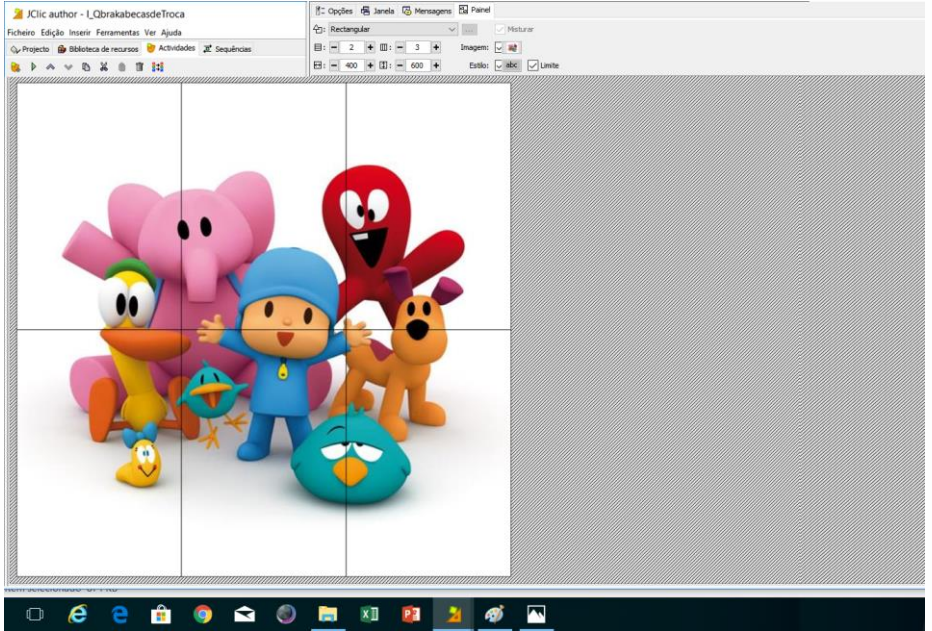 JClic author - I_QbrakabecasdeTroca
Ficheiro Edição Inserir Ferramentas Ver Ajuda
Projecto Biblioteca de recursos Actividades Sequências
Opções Janela Mensagens Painel
Rectangular ... Misturar
2 3 Imagem:
400 600 Estilo: abc Limite